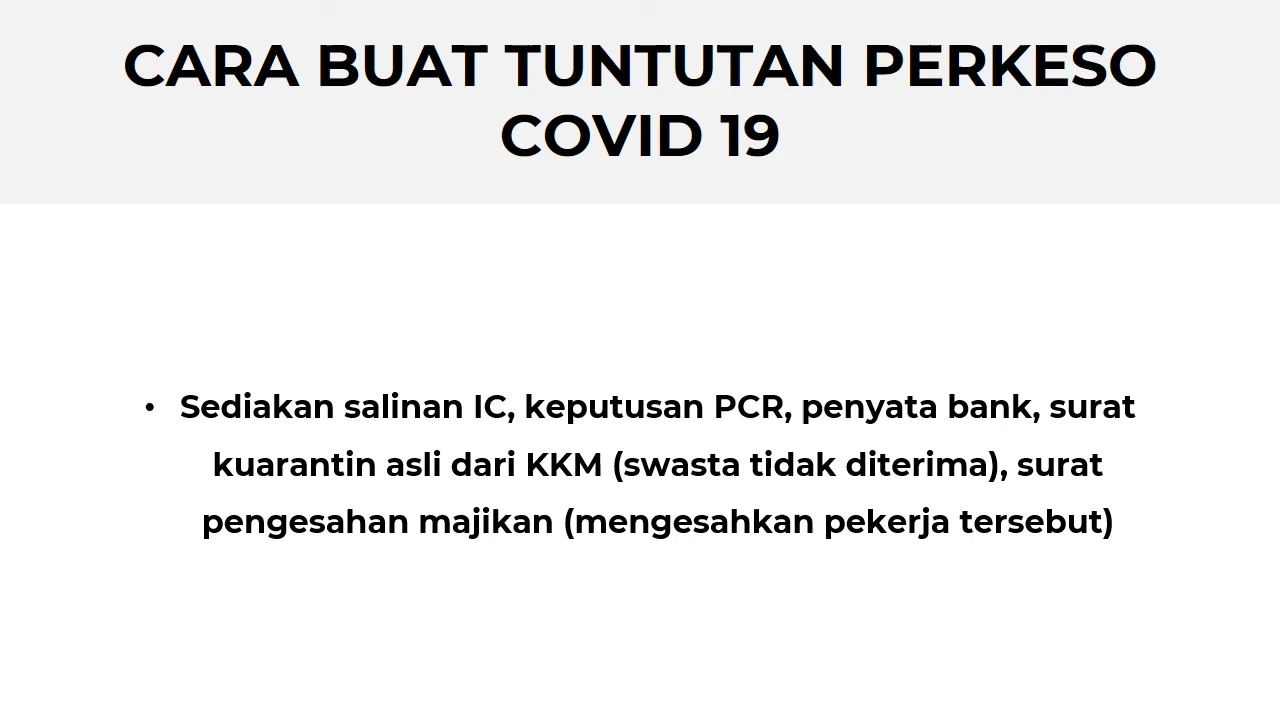 CARA BUAT TUNTUTAN PERKESO
COVID 19
• Sediakan salinan IC, keputusan PCR, penyata bank, surat
kuarantin asli dari KKM (swasta tidak diterima), surat
pengesahan majikan (mengesahkan pekerja tersebut)